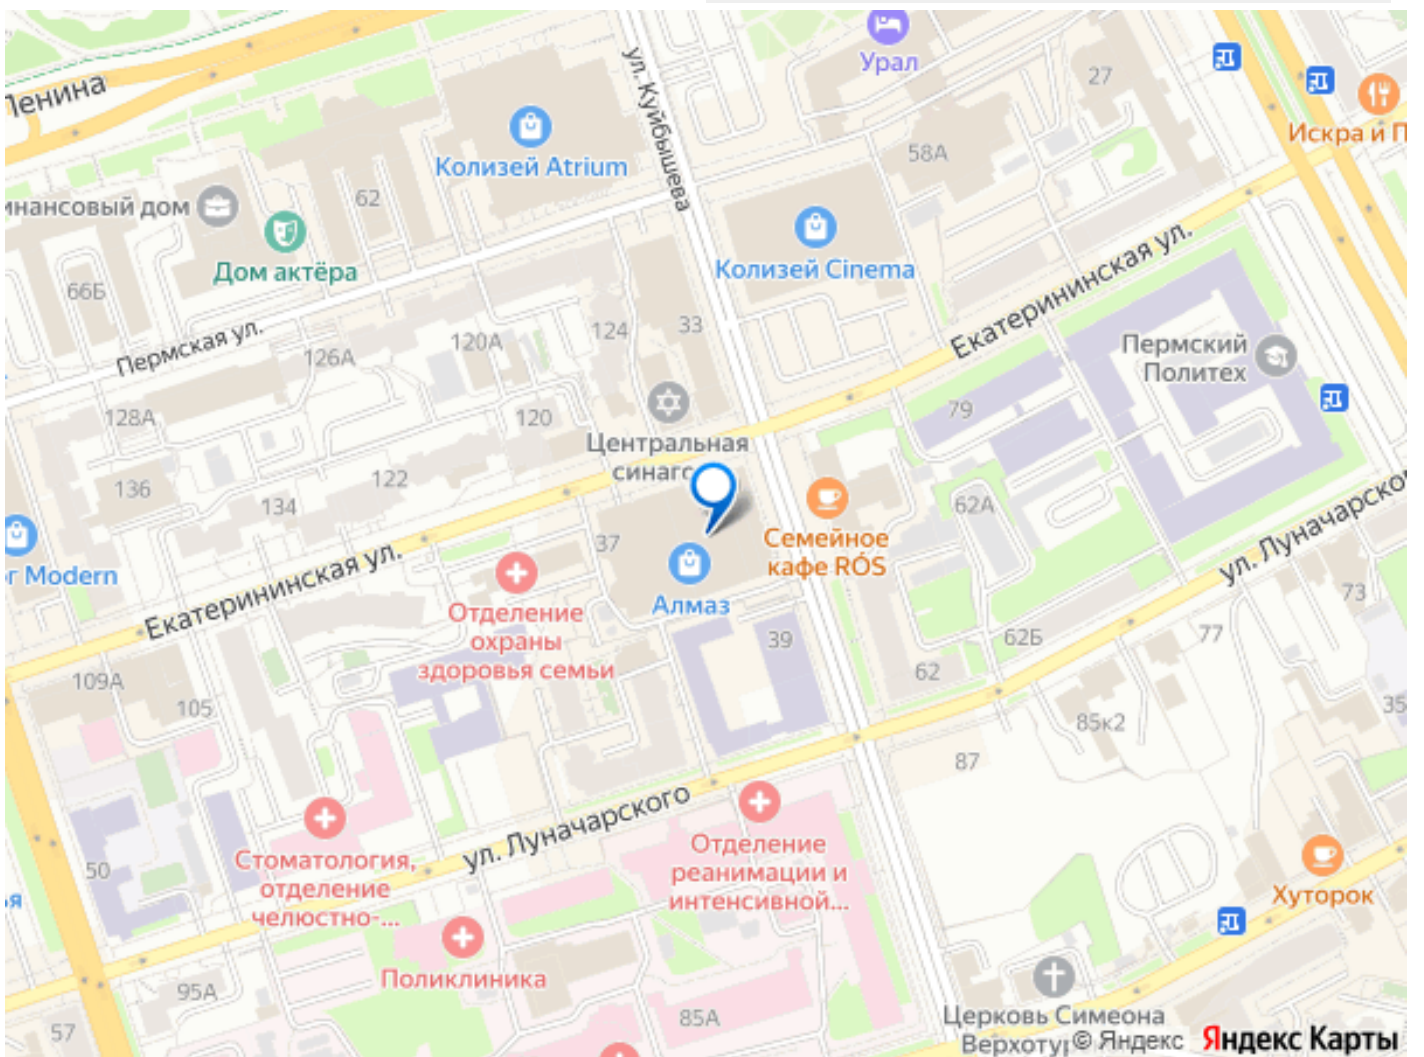 Урал
27
Ленина
ул. Куйбышева
Искра и П
Колизей Atrium
58А
62
инансовый дом
Дом актёра
Колизей Cinema
Екатерининская ул.
66Б
Пермская ул.
126А
120А
124
33
Пермский
Политех
128А
120
79
Центральная
синаго
136
122
134
62А
ул. Луначарского
37
Семейное
кафе RÓS
ог Modern
Екатерининская ул.
Алмаз
73
Отделение
охраны
здоровья семьи
39
62Б
77
62
109А
105
35
85к2
87
ул. Луначарского
50
Стоматология,
отделение
челюстно-...
Отделение
реанимации и
интенсивной...
Хуторок
ья
Поликлиника
95А
85А
57
Церковь Симеона
Верхотур
© Яндекс Яндекс Карты